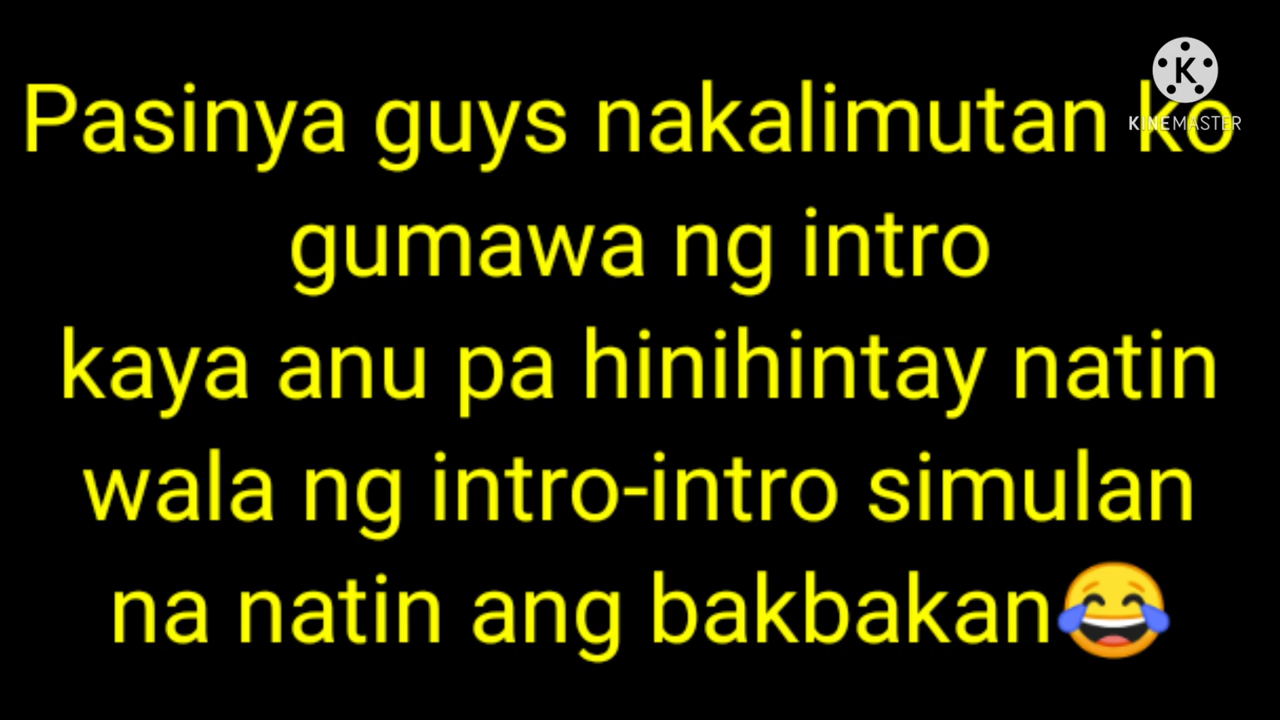 Pasinya guys nakalimutan ko
KINEMASTER
gumawa ng intro
kaya anu pa hinihintay natin
wala ng intro-intro simulan
na natin ang bakbakan😂